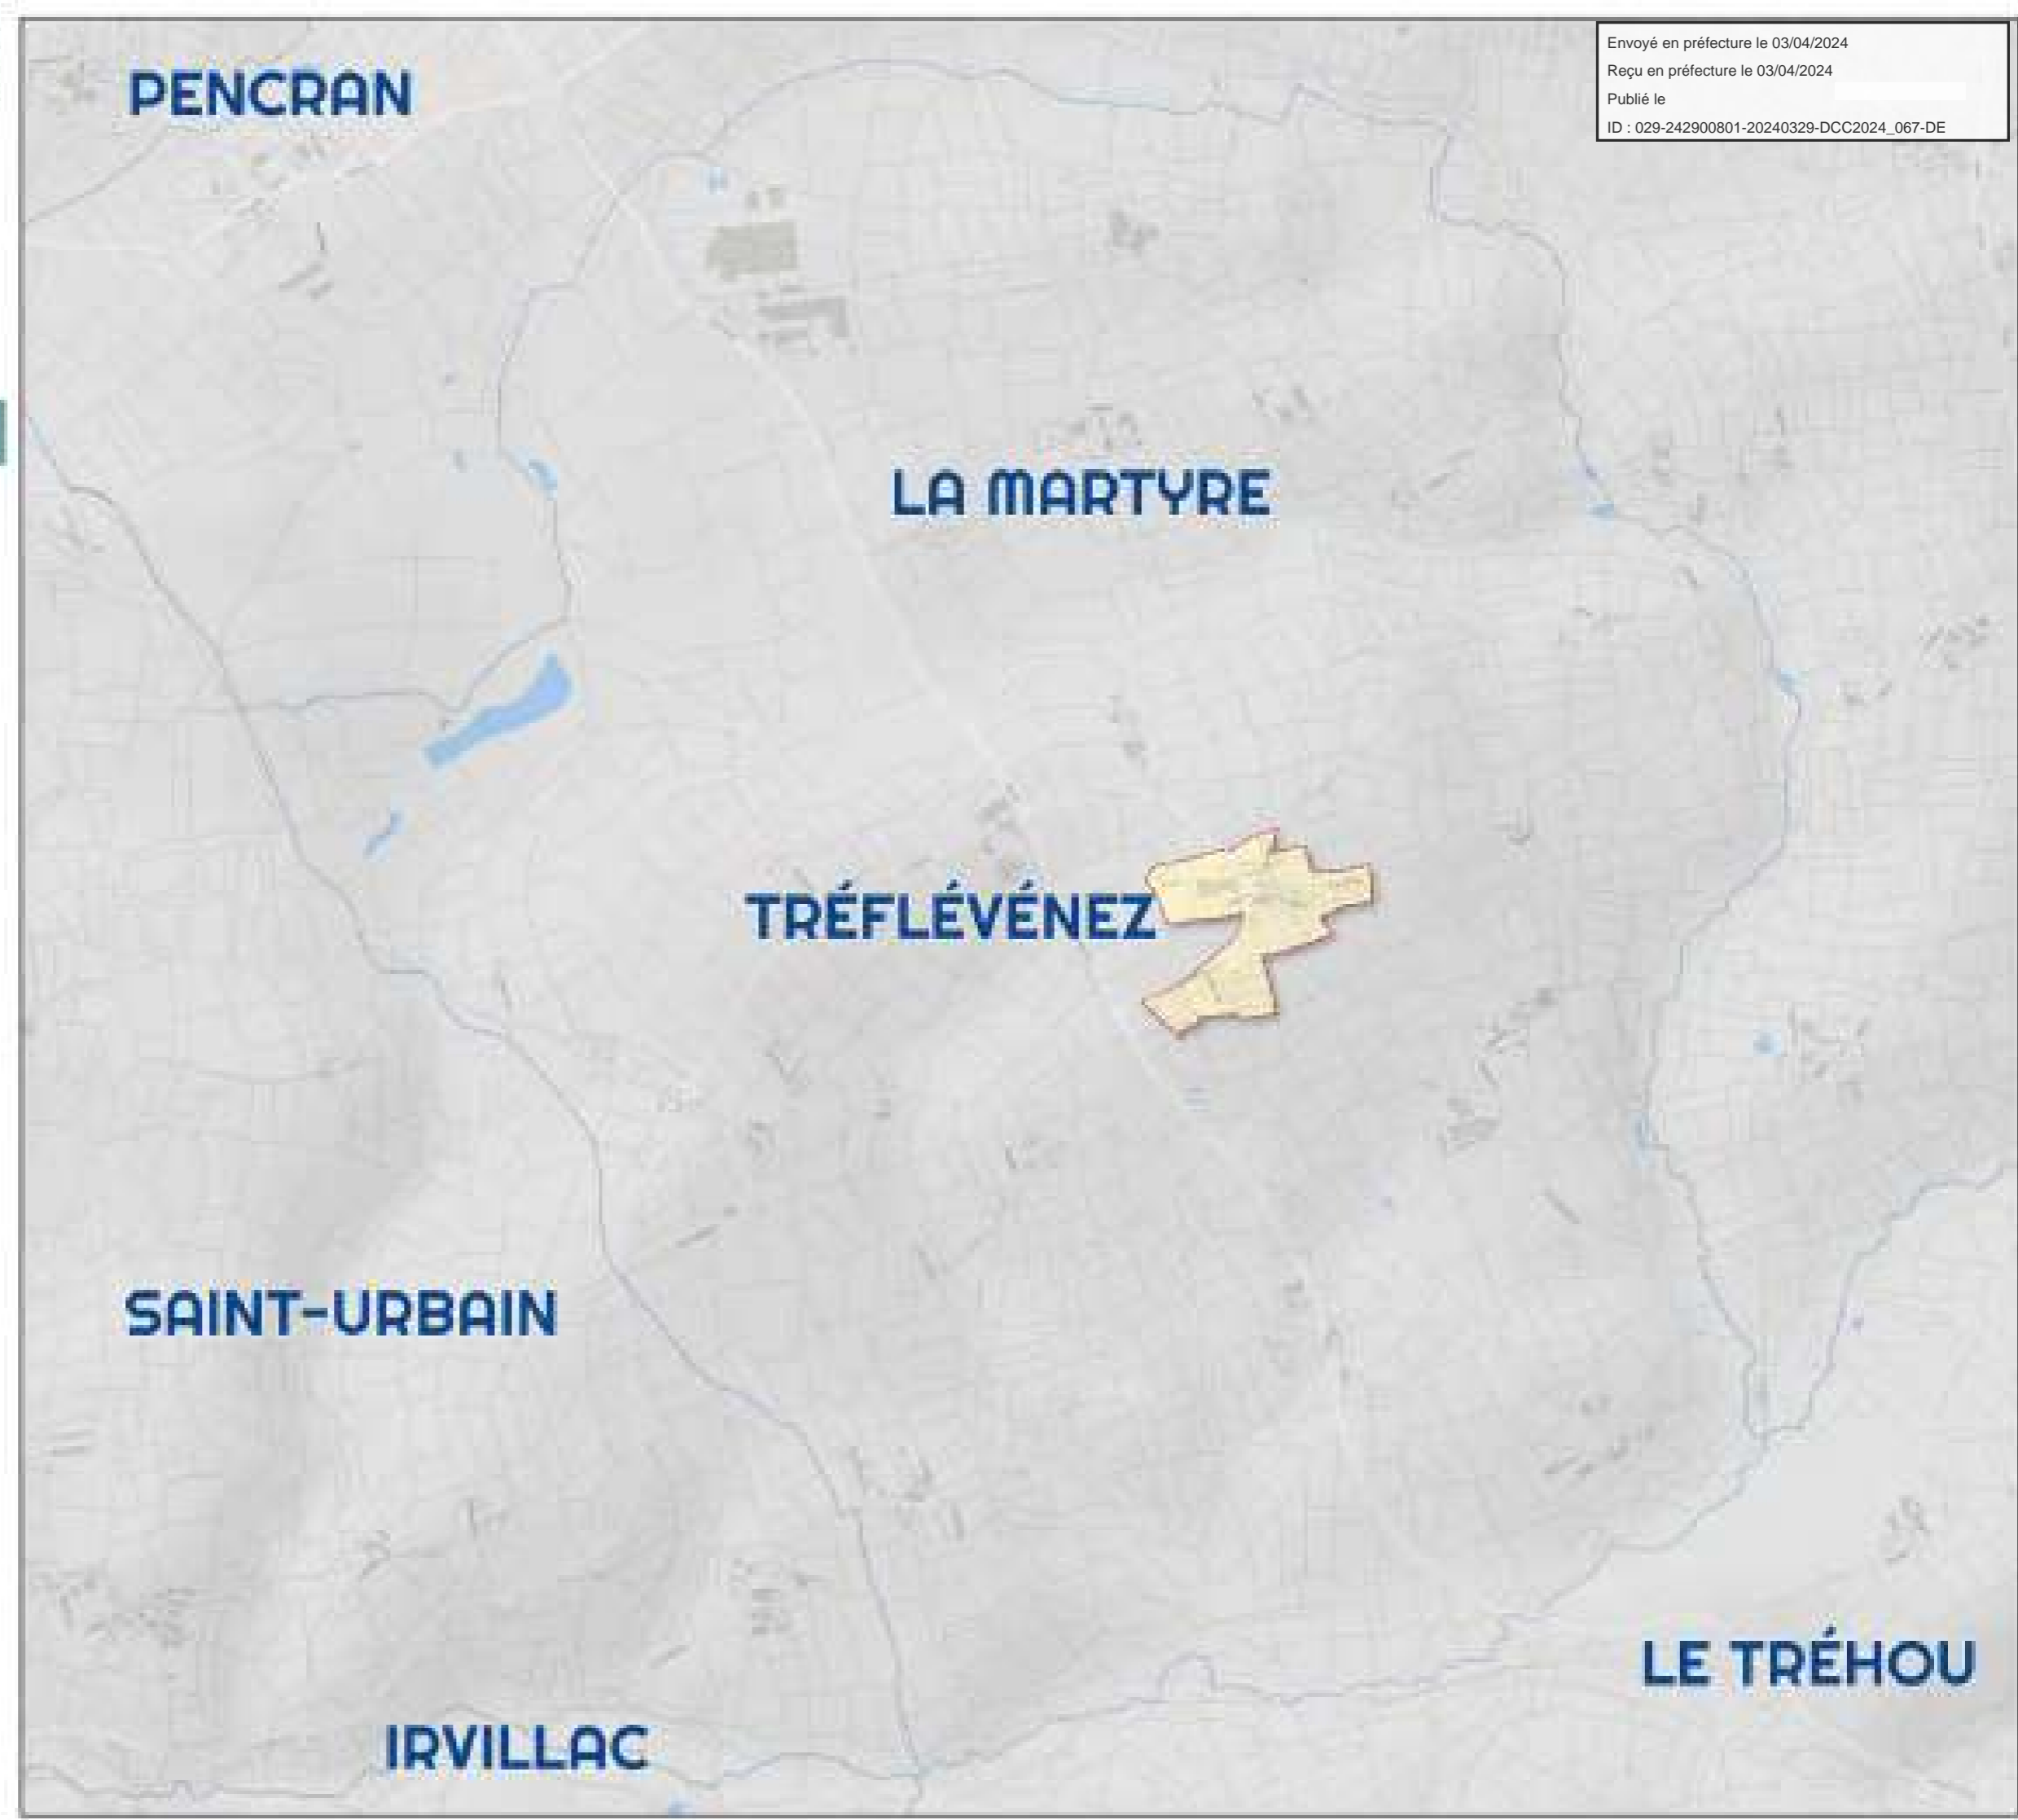 PENCRAN
Envoyé en préfecture le 03/04/2024
Reçu en préfecture le 03/04/2024
Publié le
ID : 029-242900801-20240329-DCC2024_067-DE
LA MARTYRE
TRÉFLÉVÉNEZ
SAINT-URBAIN
LE TRÉHOU
IRVILLAC